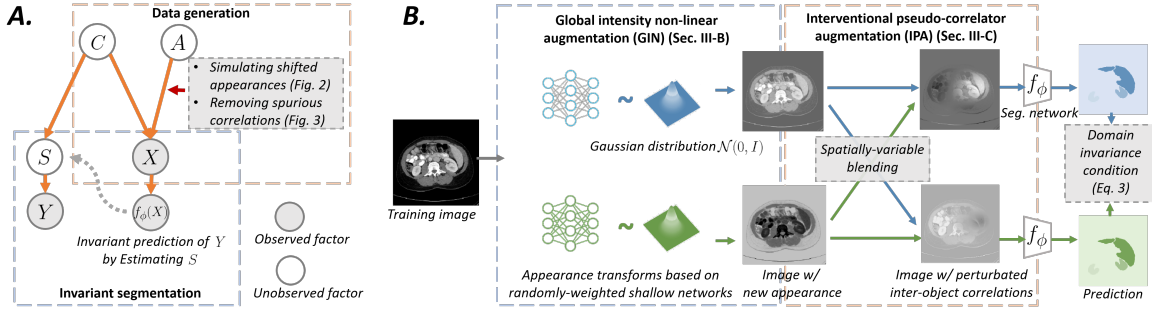 A.
Data generation
C
A
• Simulating shifted
appearances (Fig. 2)
• Removing spurious
correlations (Fig. 3)
S
X
Y
f_ϕ(X)
Invariant prediction of Y
by Estimating S
Invariant segmentation
Observed factor
Unobserved factor
B.
Training image
Global intensity non-linear
augmentation (GIN) (Sec. III-B)
~
Gaussian distribution 𝒩(0, I)
~
Appearance transforms based on
randomly-weighted shallow networks
Image w/
new appearance
Interventional pseudo-correlator
augmentation (IPA) (Sec. III-C)
Spatially-variable
blending
Image w/ perturbated
inter-object correlations
f_ϕ
Seg. network
f_ϕ
Domain
invariance
condition
(Eq. 3)
Prediction